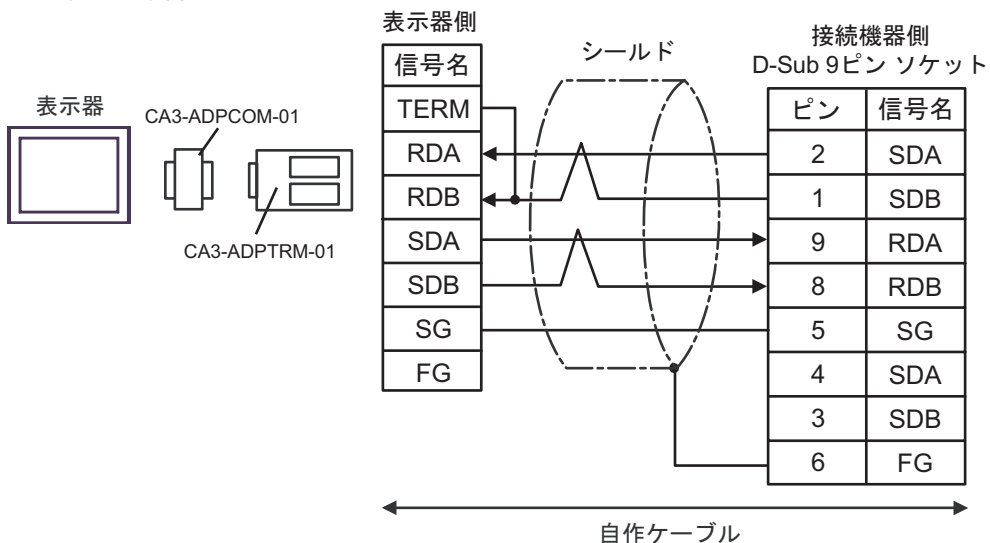 表示器
CA3-ADPCOM-01
CA3-ADPTRM-01
表示器側
信号名
TERM
RDA
RDB
SDA
SDB
SG
FG
シールド
接続機器側
D-Sub 9ピン ソケット
ピン 信号名
2 SDA
1 SDB
9 RDA
8 RDB
5 SG
4 SDA
3 SDB
6 FG
自作ケーブル